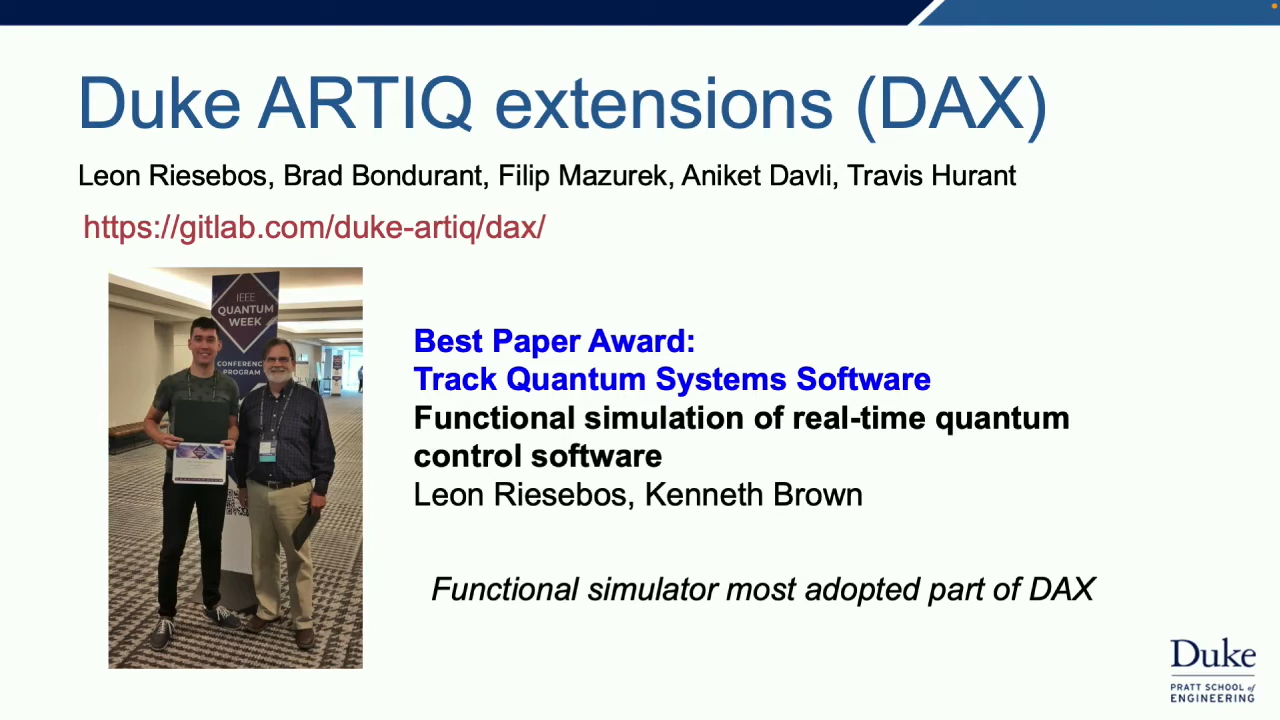 Duke ARTIQ extensions (DAX)
Leon Riesebos, Brad Bondurant, Filip Mazurek, Aniket Davli, Travis Hurant
https://gitlab.com/duke-artiq/dax/
IEEE
QUANTUM
WEEK
CONFERENCE
PROGRAM
Best Paper Award:
Track Quantum Systems Software
Functional simulation of real-time quantum
control software
Leon Riesebos, Kenneth Brown
Functional simulator most adopted part of DAX
Duke
PRATT SCHOOL of
ENGINEERING